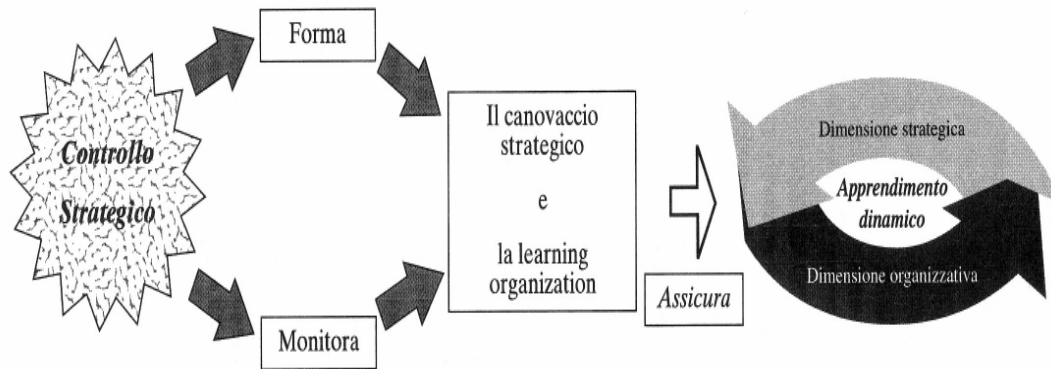 Controllo
Strategico
Forma
Monitora
Il canovaccio
strategico
e
la learning
organization
Assicura
Dimensione strategica
Apprendimento
dinamico
Dimensione organizzativa